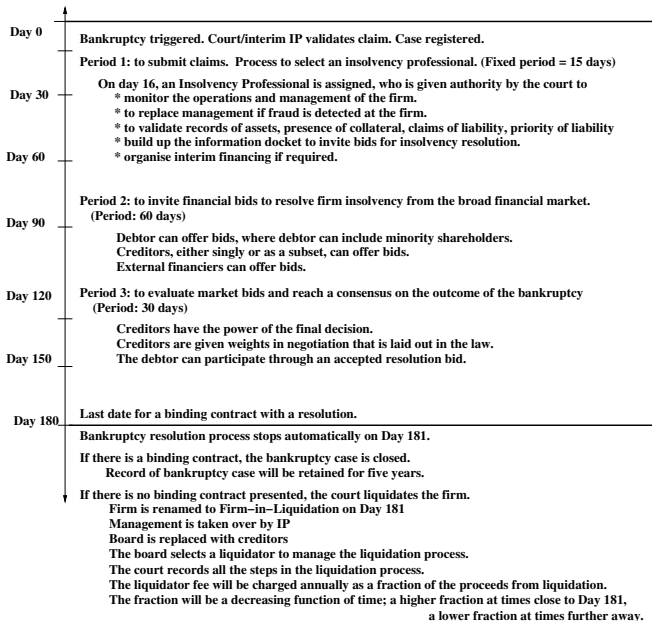 Day 0
Bankruptcy triggered. Court/interim IP validates claim. Case registered.
Period 1: to submit claims. Process to select an insolvency professional. (Fixed period = 15 days)
On day 16, an Insolvency Professional is assigned, who is given authority by the court to
Day 30
* monitor the operations and management of the firm.
* to replace management if fraud is detected at the firm.
* to validate records of assets, presence of collateral, claims of liability, priority of liability
* build up the information docket to invite bids for insolvency resolution.
Day 60
* organise interim financing if required.
Period 2: to invite financial bids to resolve firm insolvency from the broad financial market.
(Period: 60 days)
Day 90
Debtor can offer bids, where debtor can include minority shareholders.
Creditors, either singly or as a subset, can offer bids.
External financiers can offer bids.
Day 120
Period 3: to evaluate market bids and reach a consensus on the outcome of the bankruptcy
(Period: 30 days)
Creditors have the power of the final decision.
Creditors are given weights in negotiation that is laid out in the law.
Day 150
The debtor can participate through an accepted resolution bid.
Last date for a binding contract with a resolution.
Day 180
Bankruptcy resolution process stops automatically on Day 181.
If there is a binding contract, the bankruptcy case is closed.
Record of bankruptcy case will be retained for five years.
If there is no binding contract presented, the court liquidates the firm.
Firm is renamed to Firm−in−Liquidation on Day 181
Management is taken over by IP
Board is replaced with creditors
The board selects a liquidator to manage the liquidation process.
The court records all the steps in the liquidation process.
The liquidator fee will be charged annually as a fraction of the proceeds from liquidation.
The fraction will be a decreasing function of time; a higher fraction at times close to Day 181,
a lower fraction at times further away.